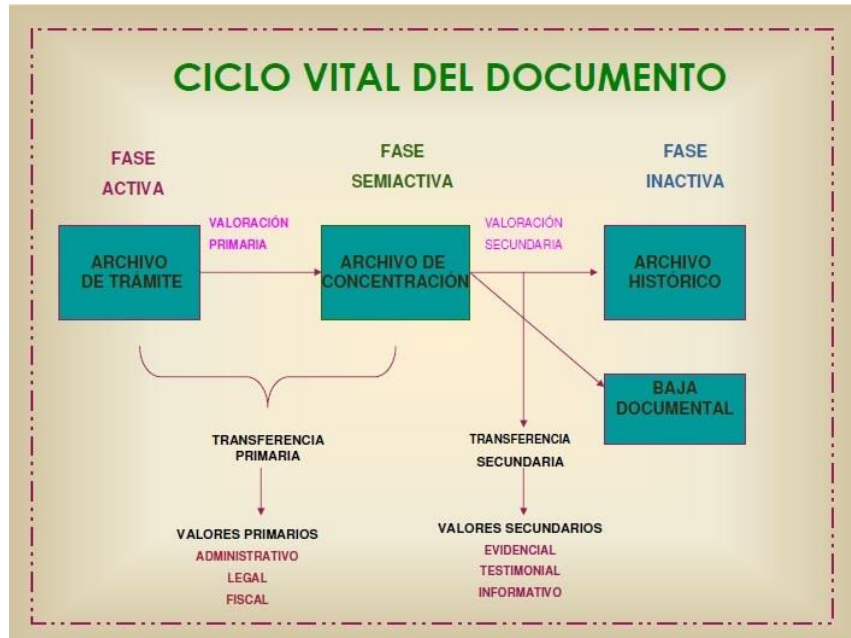 CICLO VITAL DEL DOCUMENTO
FASE
ACTIVA
FASE
SEMIACTIVA
FASE
INACTIVA
VALORACIÓN
PRIMARIA
VALORACIÓN
SECUNDARIA
ARCHIVO
DE TRÁMITE
ARCHIVO DE
CONCENTRACIÓN
ARCHIVO
HISTÓRICO
BAJA
DOCUMENTAL
TRANSFERENCIA
PRIMARIA
TRANSFERENCIA
SECUNDARIA
VALORES PRIMARIOS
ADMINISTRATIVO
LEGAL
FISCAL
VALORES SECUNDARIOS
EVIDENCIAL
TESTIMONIAL
INFORMATIVO